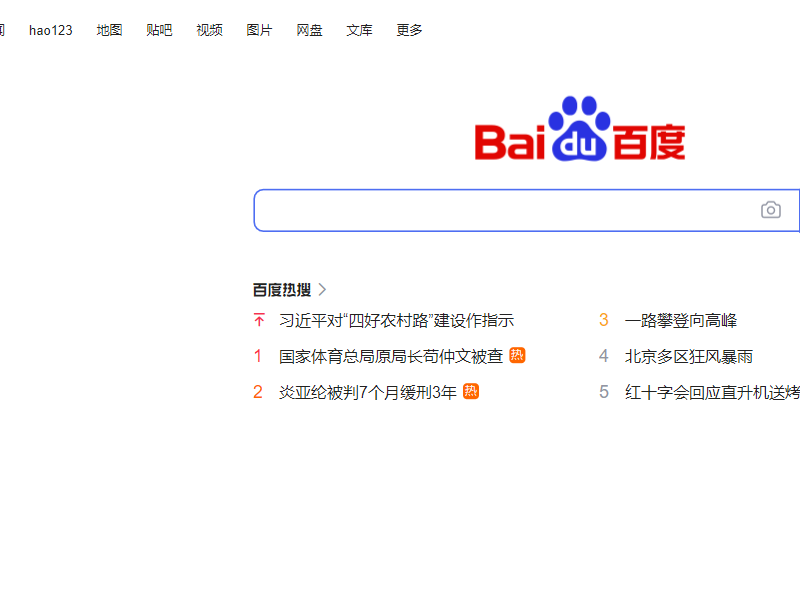 hao123 地图 贴吧 视频 图片 网盘 文库 更多
Bai du 百度
百度热搜
习近平对“四好农村路”建设作指示
1 国家体育总局原局长苟仲文被查 热
2 炎亚纶被判7个月缓刑3年 热
3 一路攀登向高峰
4 北京多区狂风暴雨
5 红十字会回应直升机送烤